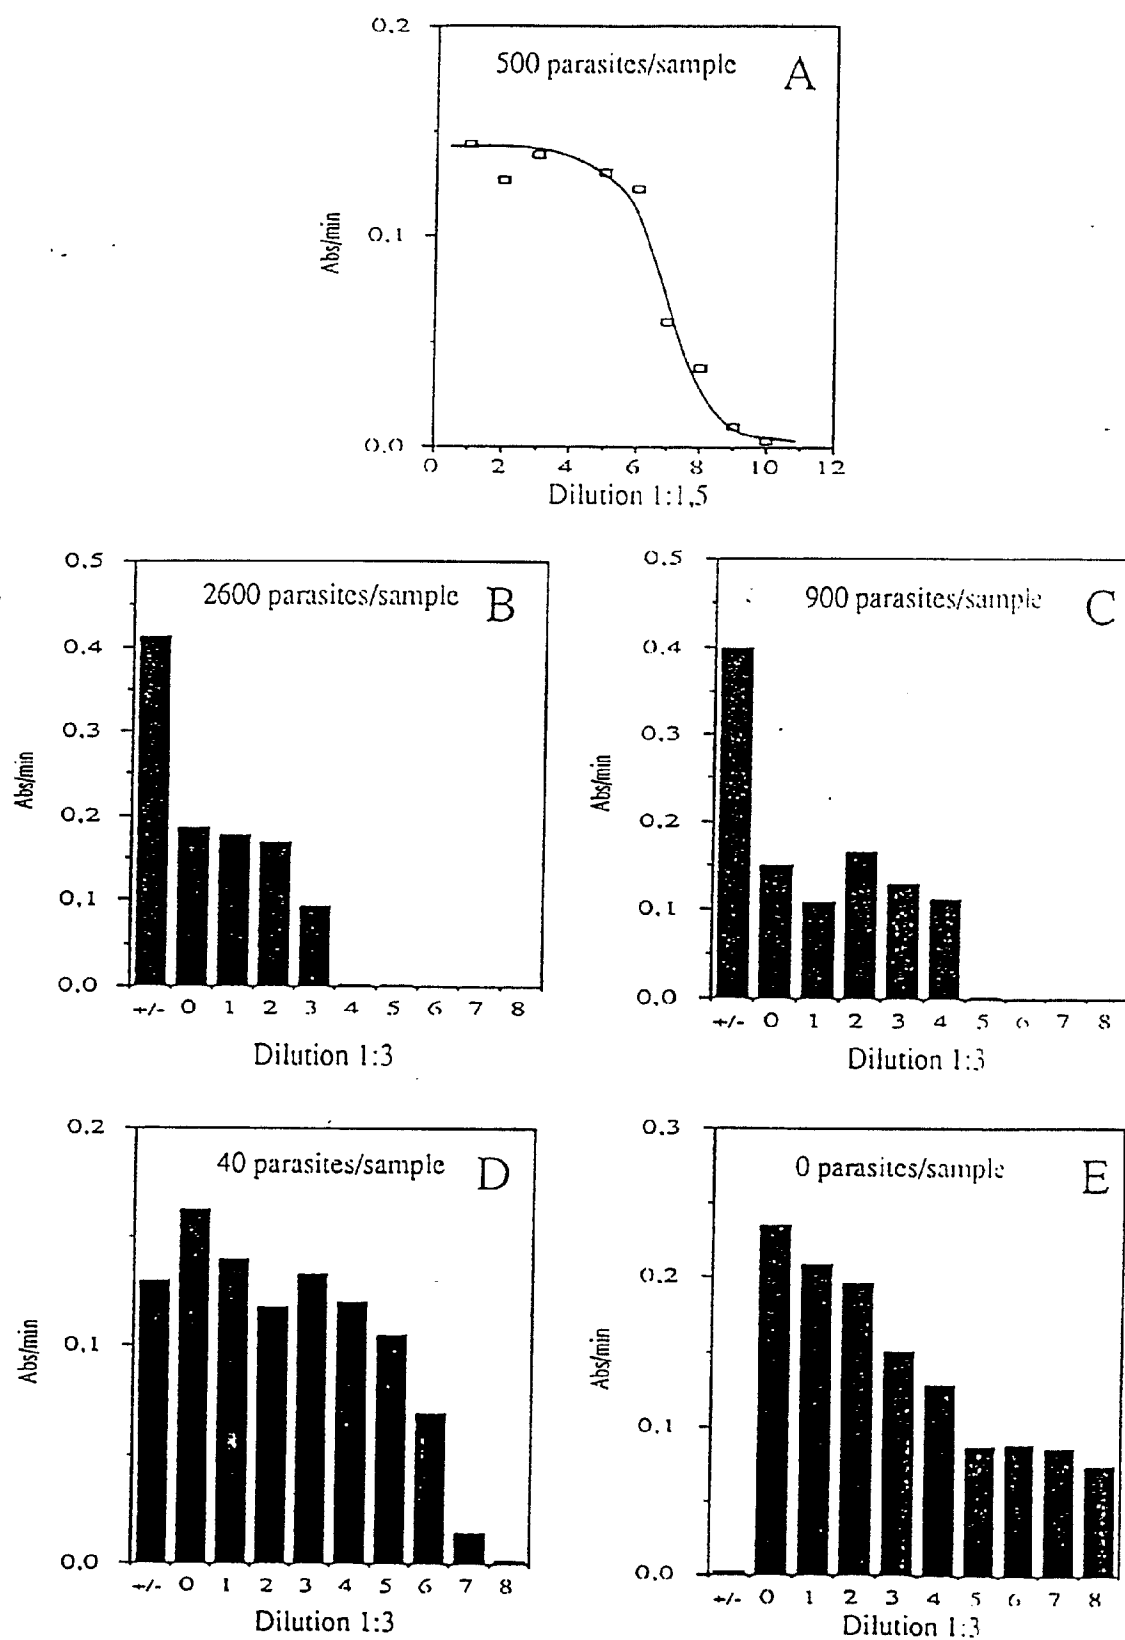 0.2
500 parasites/sample A
0.1
Abs/min
0.0
0 2 4 6 8 10 12
Dilution 1:1,5
0.5
2600 parasites/sample B
0.4
0.3
Abs/min
0.2
0.1
0.0
+/- 0 1 2 3 4 5 6 7 8
Dilution 1:3
0.5
900 parasites/sample C
0.4
0.3
Abs/min
0.2
0.1
0.0
+/- 0 1 2 3 4 5 6 7 8
Dilution 1:3
0.2
40 parasites/sample D
0.1
Abs/min
0.0
+/- 0 1 2 3 4 5 6 7 8
Dilution 1:3
0.3
0 parasites/sample E
0.2
Abs/min
0.1
0.0
+/- 0 1 2 3 4 5 6 7 8
Dilution 1:3